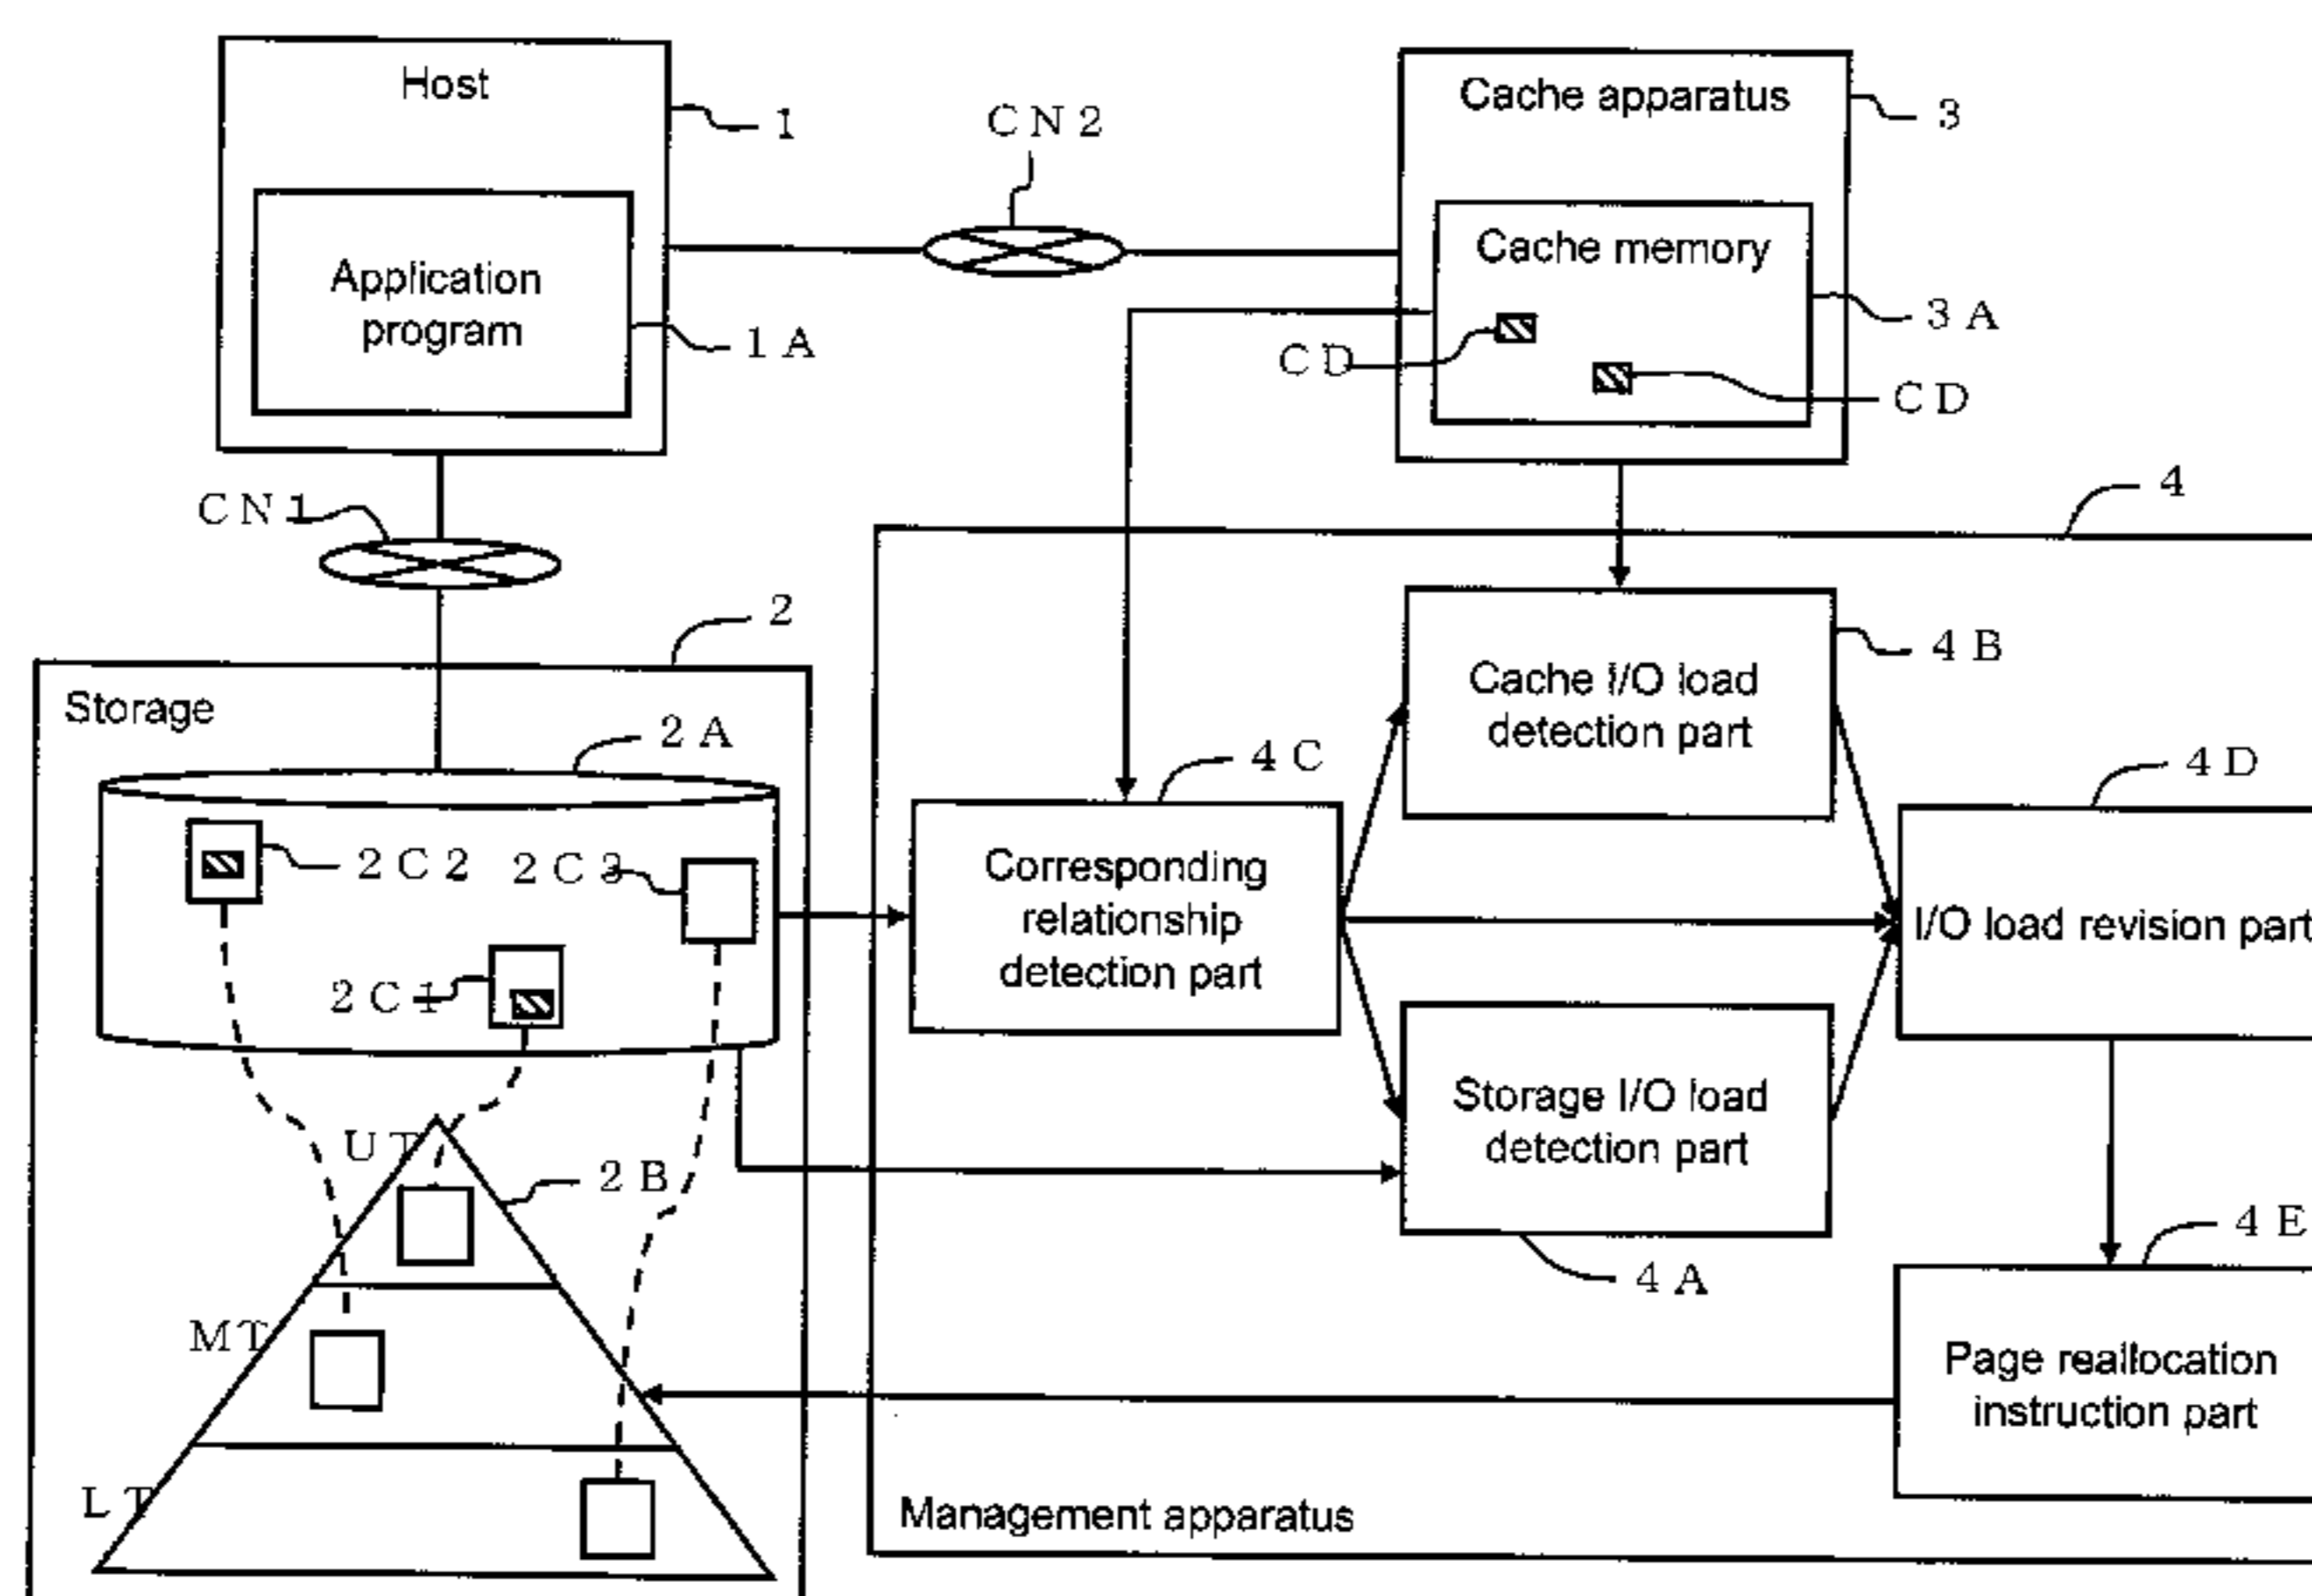 Host
1
Application
program
1A
CN2
Cache apparatus
3
Cache memory
3A
CD
CD
CN1
4
2
Storage
2A
2C2
2C3
2C1
UT
2B
MT
LT
Cache I/O load
detection part
4B
4C
Corresponding
relationship
detection part
4D
I/O load revision part
Storage I/O load
detection part
4A
4E
Page reallocation
instruction part
Management apparatus